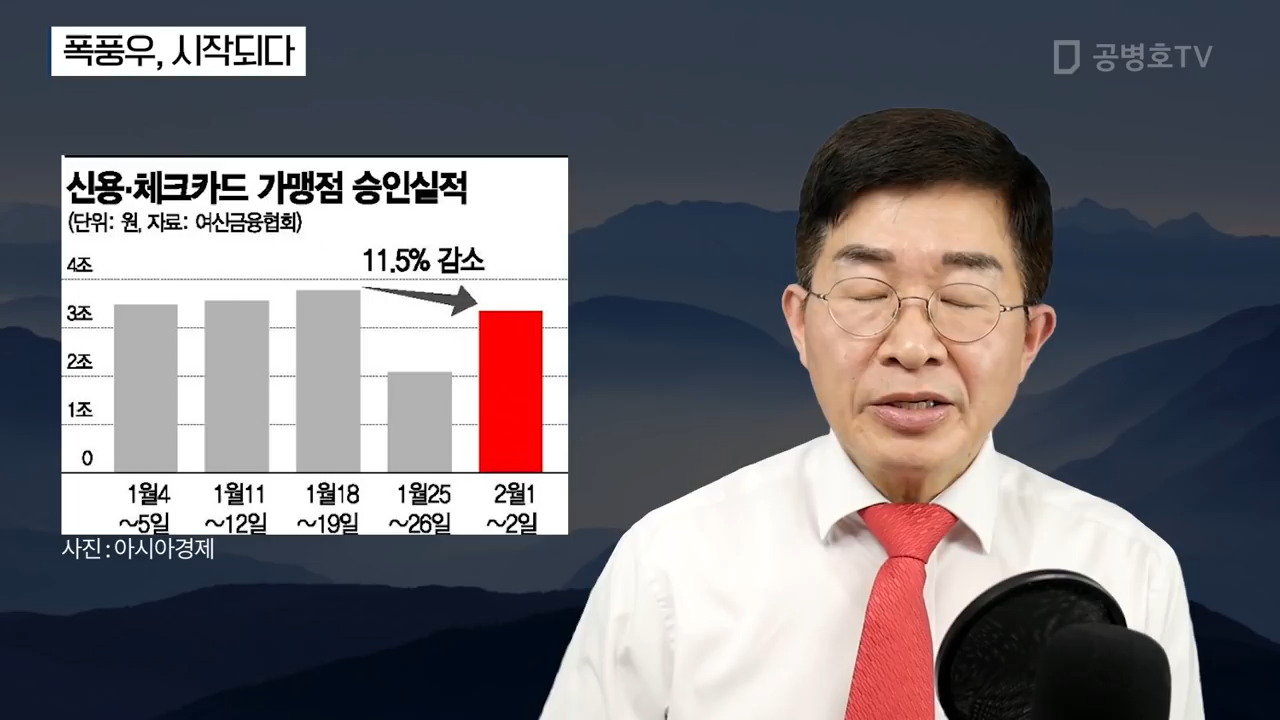 폭풍우, 시작되다
공병호TV
신용·체크카드 가맹점 승인실적
(단위: 원, 자료: 여신금융협회)
11.5% 감소
4조
3조
2조
1조
0
1월4 1월11 1월18 1월25 2월1
~5일 ~12일 ~19일 ~26일 ~2일
사진 : 아시아경제